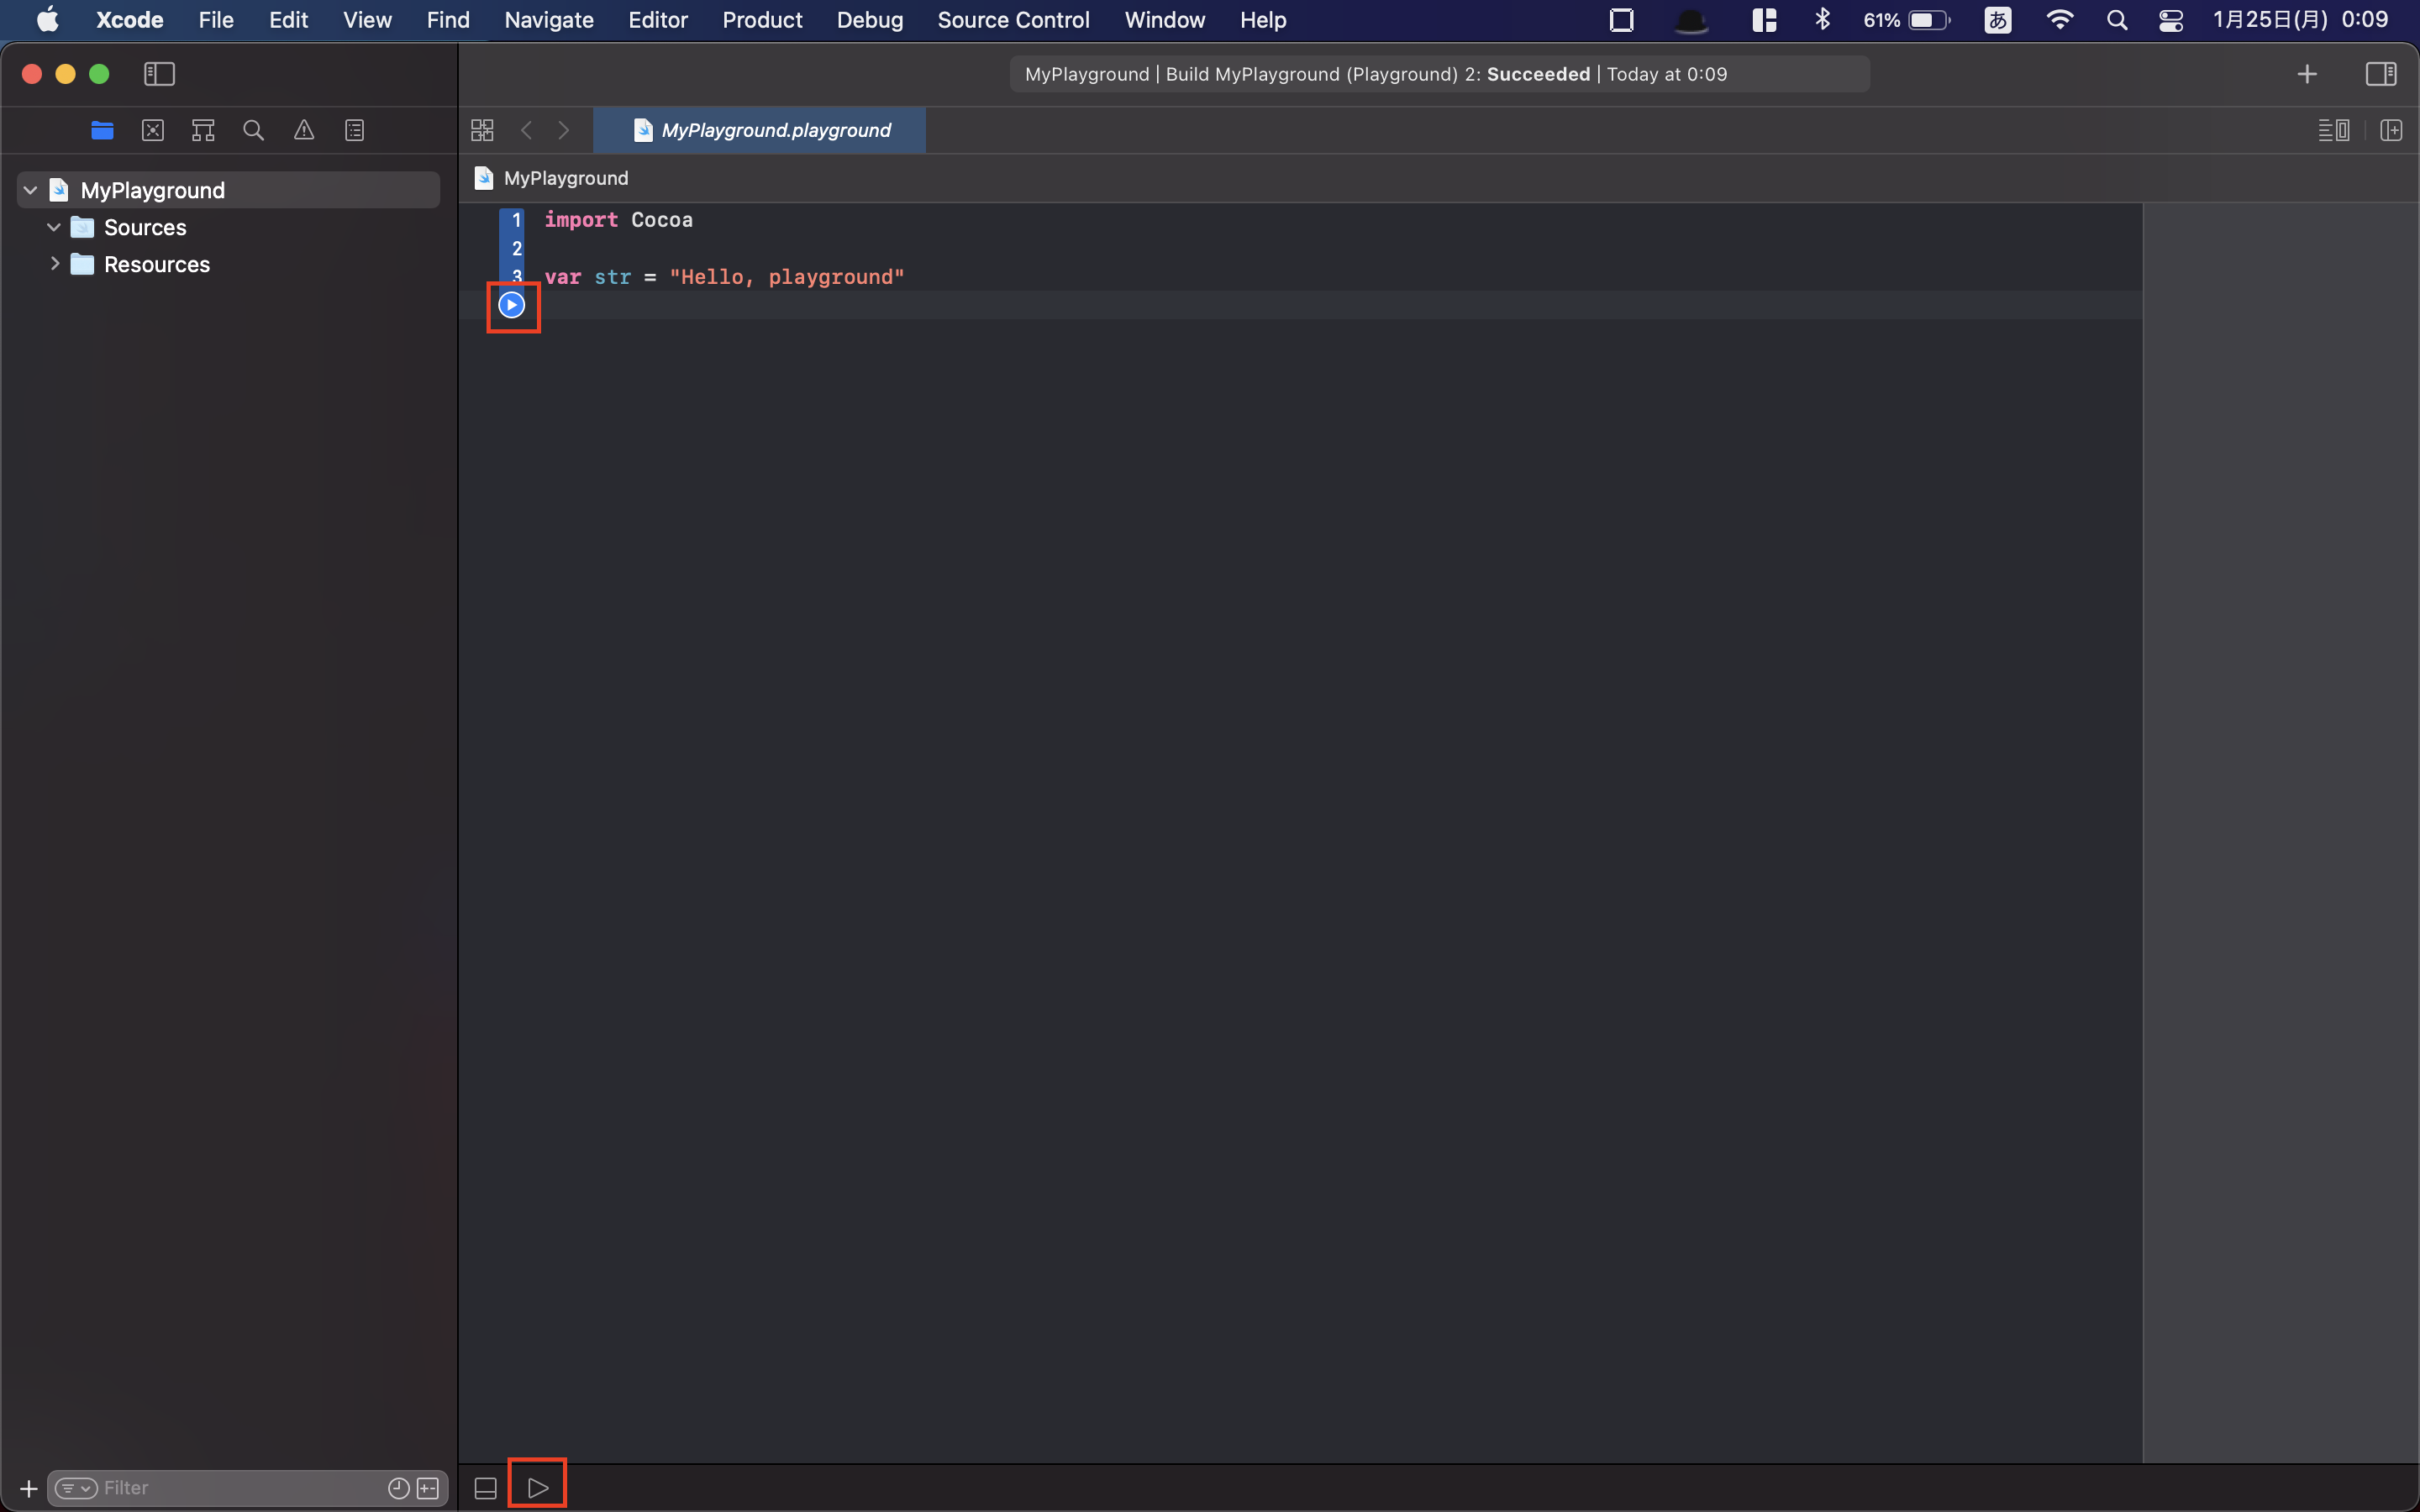 Xcode File Edit View Find Navigate Editor Product Debug Source Control Window Help 61% あ 1月25日(月) 0:09
MyPlayground | Build MyPlayground (Playground) 2: Succeeded | Today at 0:09
MyPlayground.playground
MyPlayground
Sources
Resources
MyPlayground
1 import Cocoa
2
3 var str = "Hello, playground"
Filter